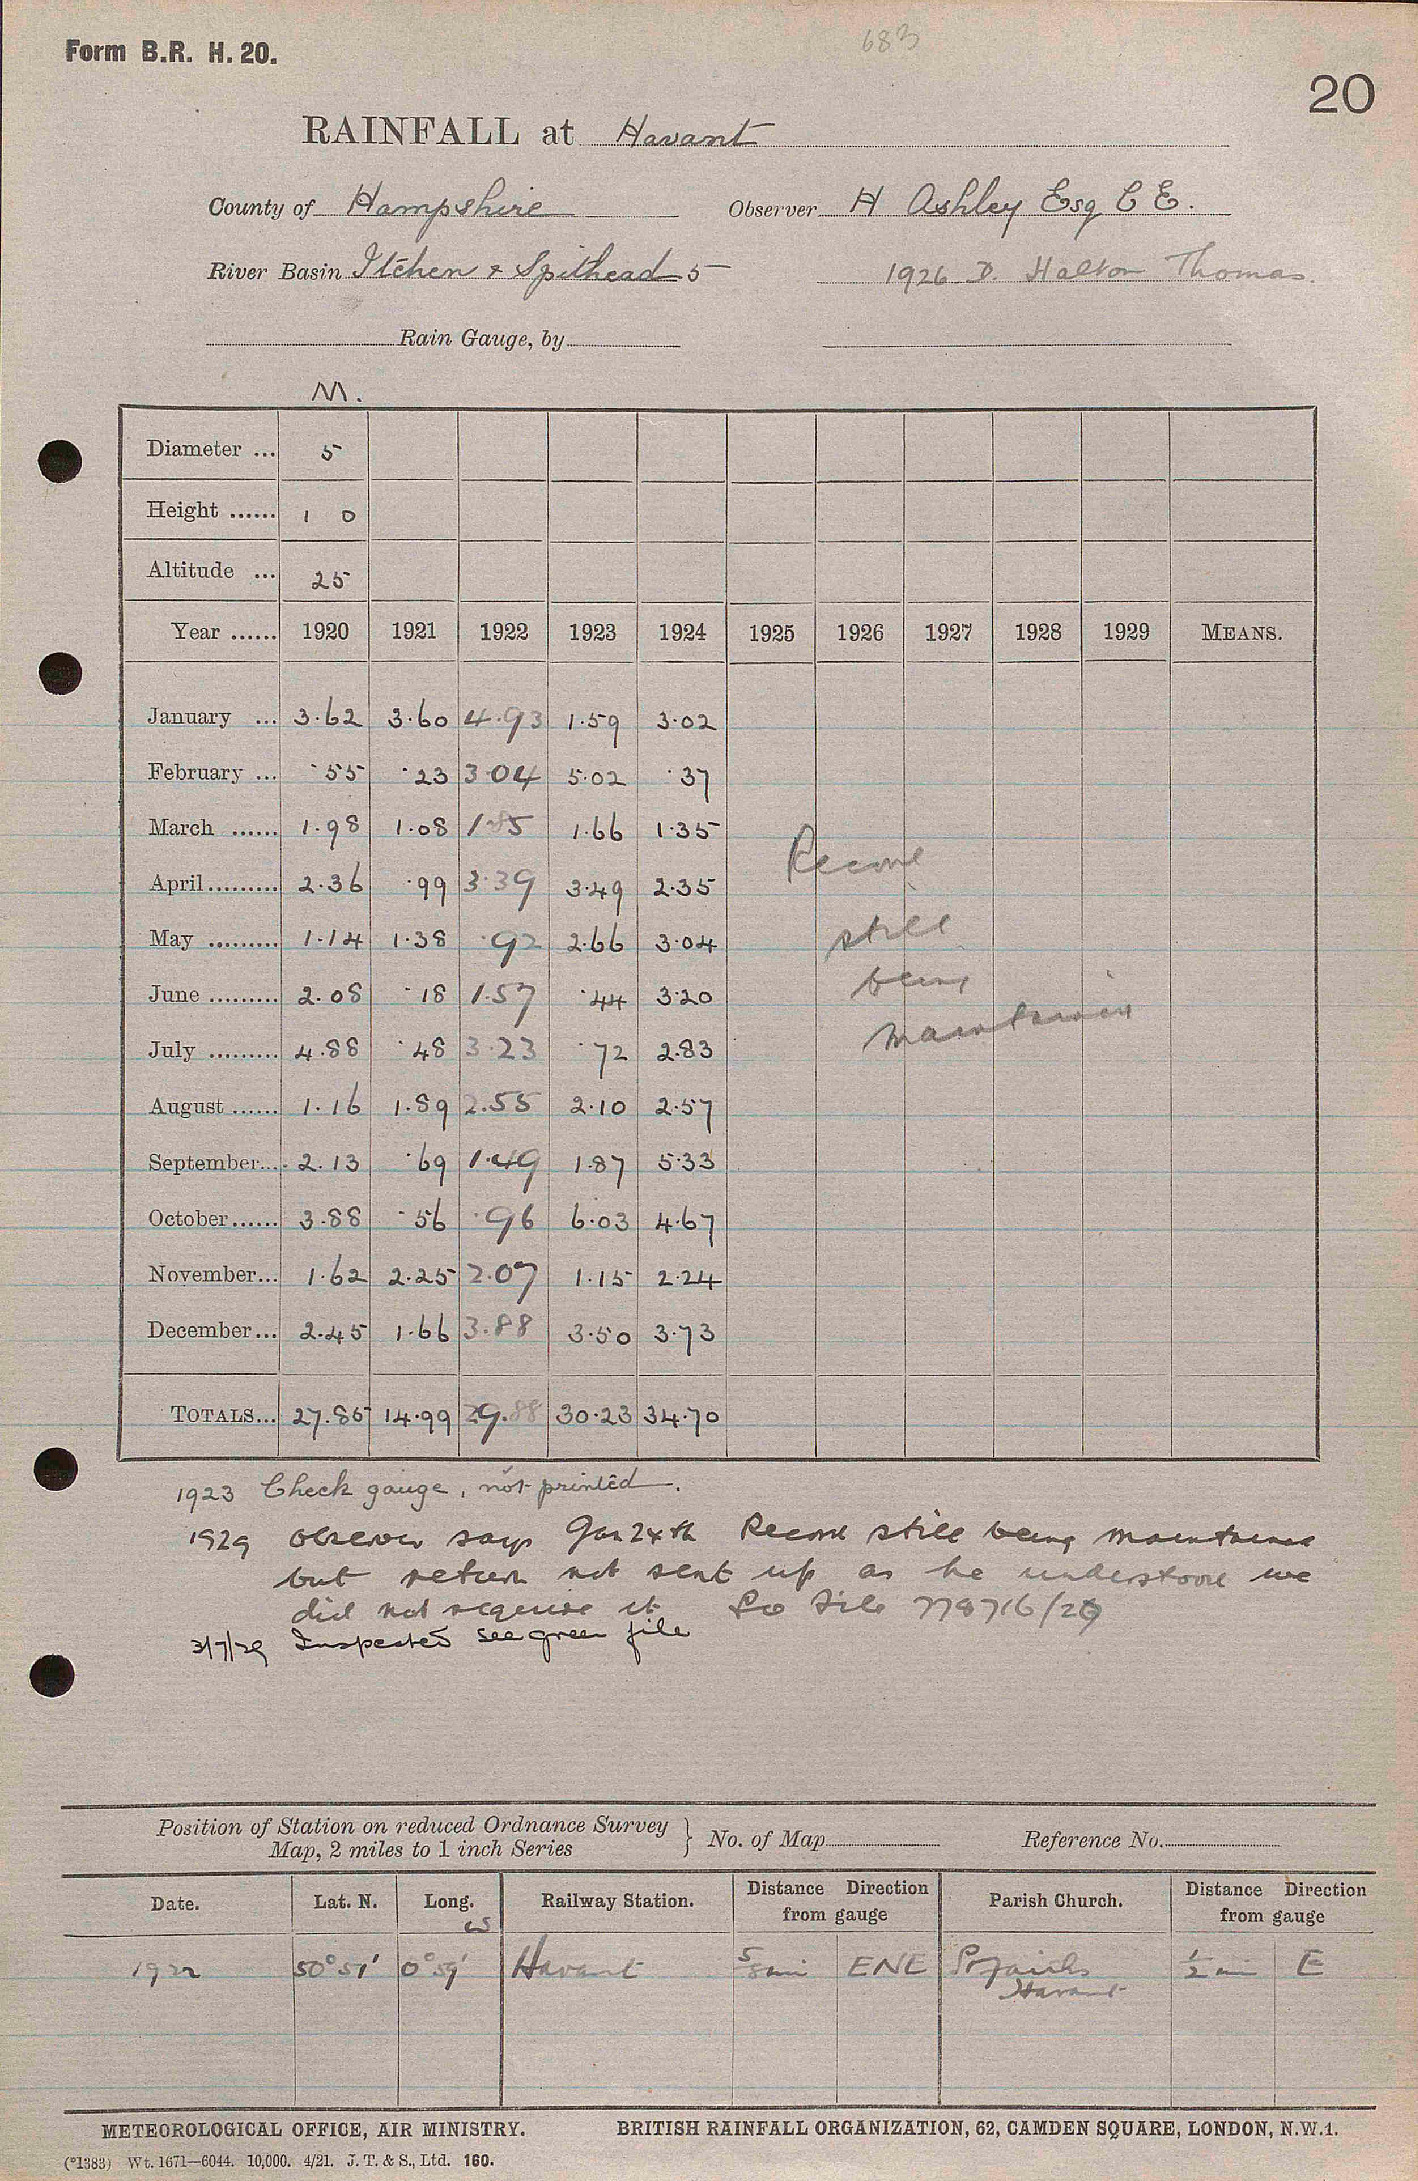 Form B.R. H. 20.
683
20
RAINFALL at Havant
County of Hampshire Observer H Ashley Esq C E.
River Basin Itchen & Spithead 5 1926 D. Halton Thomas.
Rain Gauge, by
M.
Diameter ... 5
Height ...... 1 0
Altitude ... 25
Year ...... 1920 1921 1922 1923 1924 1925 1926 1927 1928 1929 MEANS.
January ... 3.62 3.60 4.93 1.59 3.02
February ... .55 .23 3.04 5.02 .37
March ...... 1.98 1.08 1.85 1.66 1.35
April ......... 2.36 .99 3.39 3.49 2.35
May ......... 1.14 1.38 .92 2.66 3.04
June ......... 2.08 .18 1.57 .44 3.20
July ......... 4.88 .48 3.23 .72 2.83
August ...... 1.16 1.89 2.55 2.10 2.57
September... 2.13 .69 1.49 1.87 5.33
October ...... 3.88 .56 .96 6.03 4.67
November... 1.62 2.25 2.07 1.15 2.24
December... 2.45 1.66 3.88 3.50 3.73
TOTALS... 27.85 14.99 29.88 30.23 34.70
Record
still
being
maintained
1923 Check gauge, not printed.
1929 Observer says Jan 24th Record still being maintained
but return not sent up as he understood we
did not require it File 778716/29
3/7/29 Inspected see green file
Position of Station on reduced Ordnance Survey
Map, 2 miles to 1 inch Series } No. of Map Reference No.
Date. Lat. N. Long. W Railway Station. Distance Direction from gauge Parish Church. Distance Direction from gauge
1922 50° 51' 0° 59' Havant 5/8 mi ENE St Faiths Havant 1/2 mi E
METEOROLOGICAL OFFICE, AIR MINISTRY. BRITISH RAINFALL ORGANIZATION, 62, CAMDEN SQUARE, LONDON, N.W.1.
(*1383) Wt. 1671—6044. 10,000. 4/21. J. T. & S., Ltd. 160.